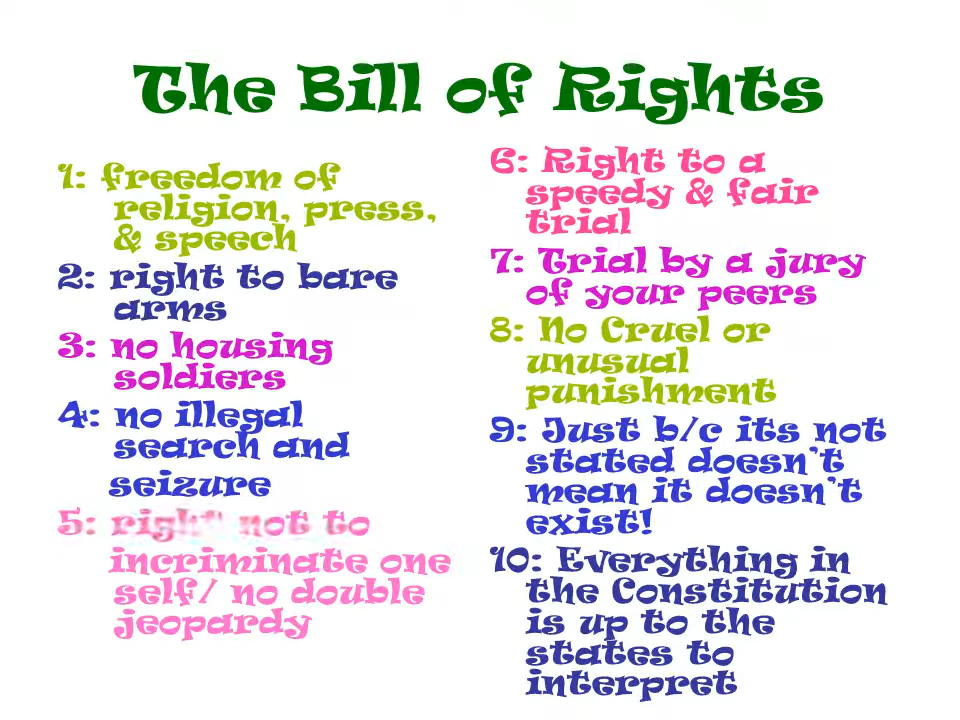 The Bill of Rights
1: freedom of
religion, press,
& speech
2: right to bare
arms
3: no housing
soldiers
4: no illegal
search and
seizure
5: right not to
incriminate one
self/ no double
jeopardy
6: Right to a
speedy & fair
trial
7: Trial by a jury
of your peers
8: No Cruel or
unusual
punishment
9: Just b/c its not
stated doesn't
mean it doesn't
exist!
10: Everything in
the Constitution
is up to the
states to
interpret